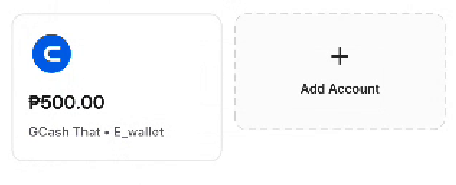 ₱500.00
GCash That • E_wallet
+
Add Account